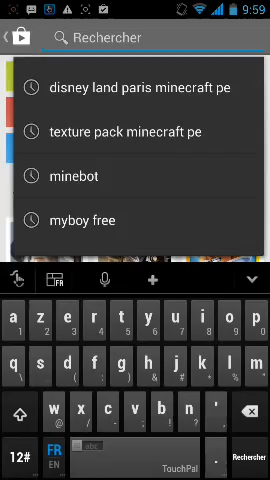 9:59
Rechercher
disney land paris minecraft pe
texture pack minecraft pe
minebot
myboy free
FR
a z e r t y u i o p
1 2 3 4 5 6 7 8 9 0
q s d f g h j k l m
w x c v b n '
12# FR EN abc TouchPal . Rechercher